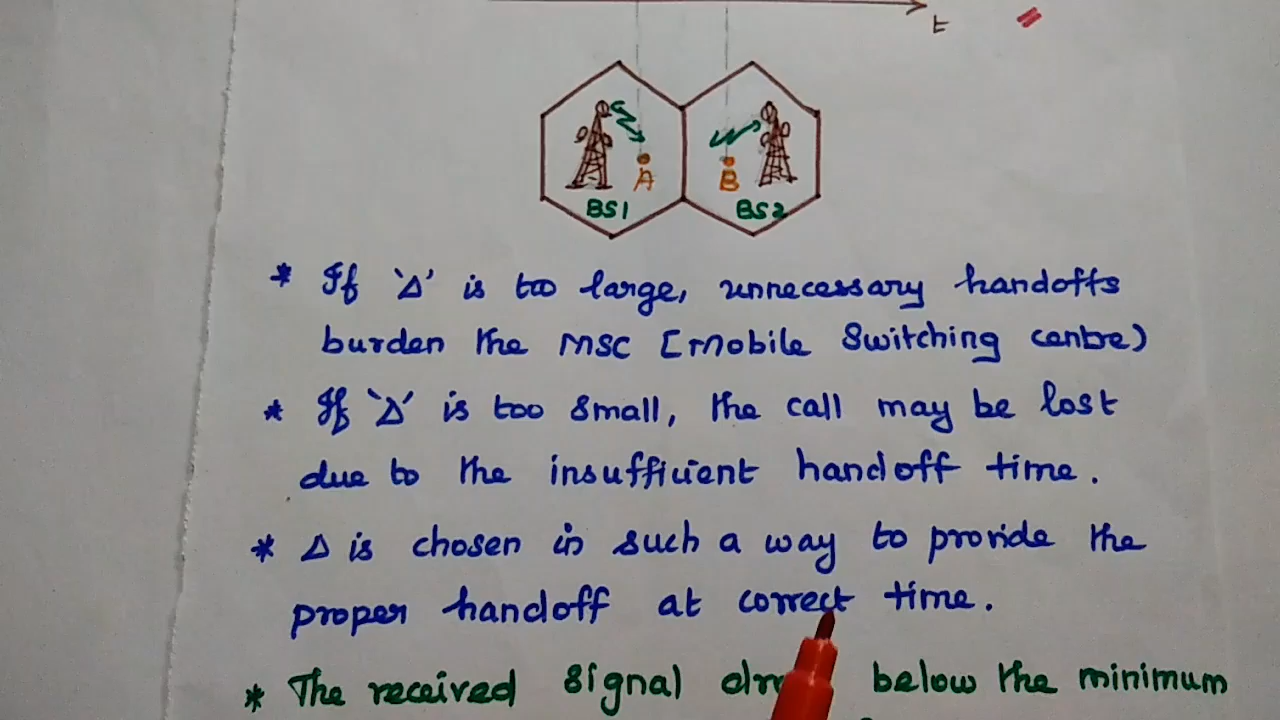 t
A
B
BS1
BS2
* If 'Δ' is too large, unnecessary handoffs
burden the MSC [Mobile Switching centre)
* If 'Δ' is too small, the call may be lost
due to the insufficient handoff time.
* Δ is chosen in such a way to provide the
proper handoff at correct time.
* The received signal below the minimum